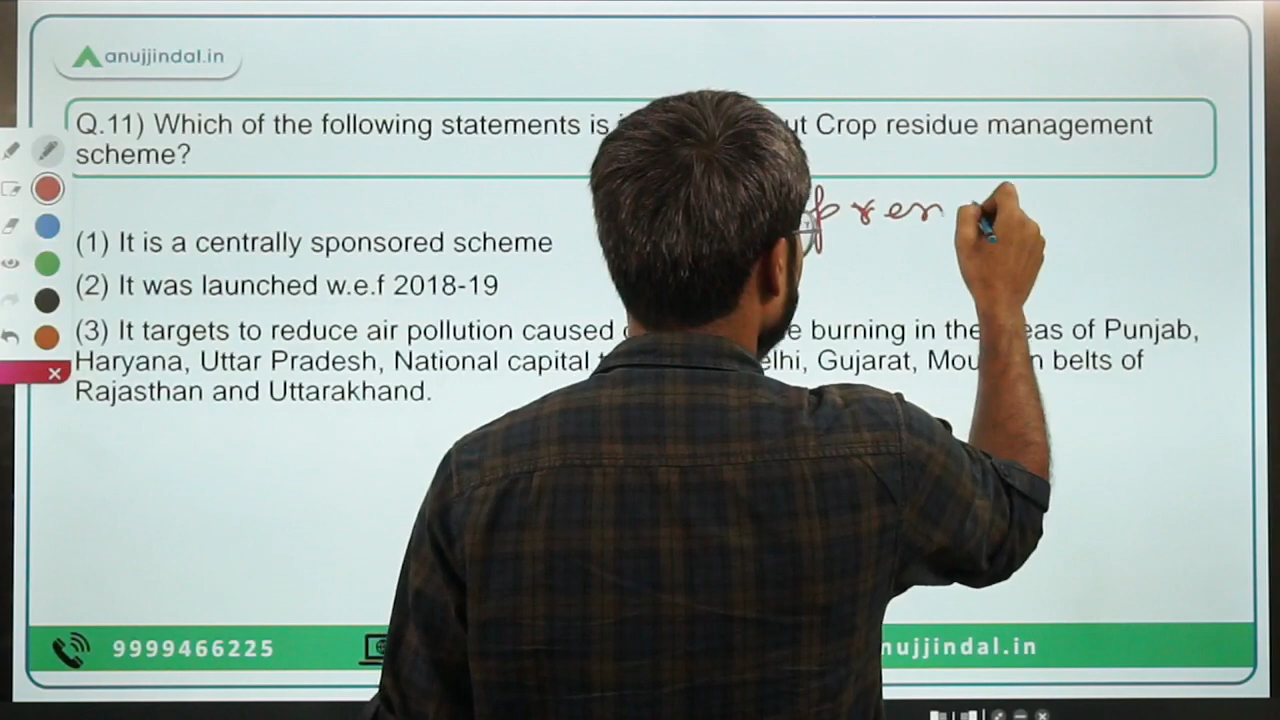 anujjindal.in
Q.11) Which of the following statements is ut Crop residue management
scheme?
p res
(1) It is a centrally sponsored scheme
(2) It was launched w.e.f 2018-19
(3) It targets to reduce air pollution caused burning in the eas of Punjab,
Haryana, Uttar Pradesh, National capital elhi, Gujarat, Mou n belts of
Rajasthan and Uttarakhand.
9999466225
nujjindal.in